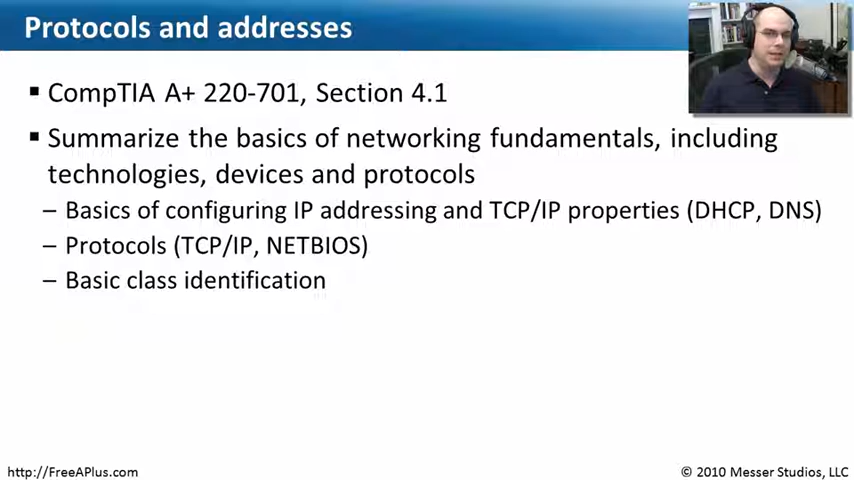 Protocols and addresses
▪ CompTIA A+ 220-701, Section 4.1
▪ Summarize the basics of networking fundamentals, including
technologies, devices and protocols
– Basics of configuring IP addressing and TCP/IP properties (DHCP, DNS)
– Protocols (TCP/IP, NETBIOS)
– Basic class identification
http://FreeAPlus.com
© 2010 Messer Studios, LLC